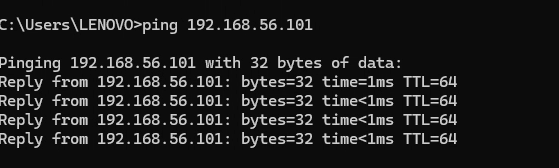 C:\Users\LENOVO>ping 192.168.56.101
Pinging 192.168.56.101 with 32 bytes of data:
Reply from 192.168.56.101: bytes=32 time=1ms TTL=64
Reply from 192.168.56.101: bytes=32 time<1ms TTL=64
Reply from 192.168.56.101: bytes=32 time<1ms TTL=64
Reply from 192.168.56.101: bytes=32 time<1ms TTL=64